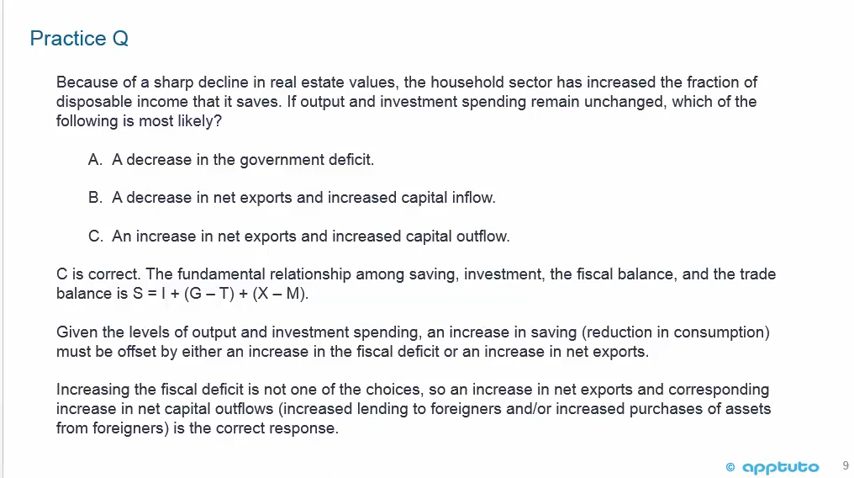 Practice Q
Because of a sharp decline in real estate values, the household sector has increased the fraction of
disposable income that it saves. If output and investment spending remain unchanged, which of the
following is most likely?
A. A decrease in the government deficit.
B. A decrease in net exports and increased capital inflow.
C. An increase in net exports and increased capital outflow.
C is correct. The fundamental relationship among saving, investment, the fiscal balance, and the trade
balance is S = I + (G – T) + (X – M).
Given the levels of output and investment spending, an increase in saving (reduction in consumption)
must be offset by either an increase in the fiscal deficit or an increase in net exports.
Increasing the fiscal deficit is not one of the choices, so an increase in net exports and corresponding
increase in net capital outflows (increased lending to foreigners and/or increased purchases of assets
from foreigners) is the correct response.
© apptuto 9